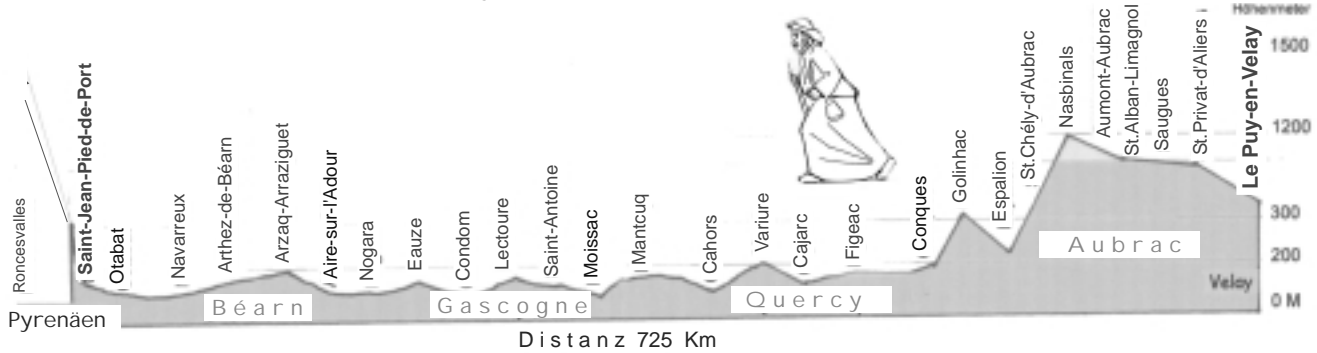 Höhenmeter
1500
1200
300
200
0 M
Roncesvalles
Saint-Jean-Pied-de-Port
Otabat
Navarreux
Arthez-de-Béarn
Arzaq-Arraziguet
Aire-sur-l'Adour
Nogara
Eauze
Condom
Lectoure
Saint-Antoine
Moissac
Mantcuq
Cahors
Variure
Cajarc
Figeac
Conques
Golinhac
Espalion
St.Chély-d'Aubrac
Nasbinals
Aumont-Aubrac
St.Alban-Limagnol
Saugues
St.Privat-d'Aliers
Le Puy-en-Velay
Pyrenäen
Béarn
Gascogne
Quercy
Aubrac
Velay
Distanz 725 Km